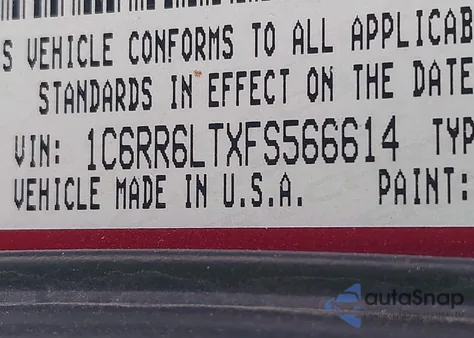 S VEHICLE CONFORMS TO ALL APPLICAB
STANDARDS IN EFFECT ON THE DATE
VIN: 1C6RR6LTXFS566614 TYP
VEHICLE MADE IN U.S.A. PAINT:
autoSnap